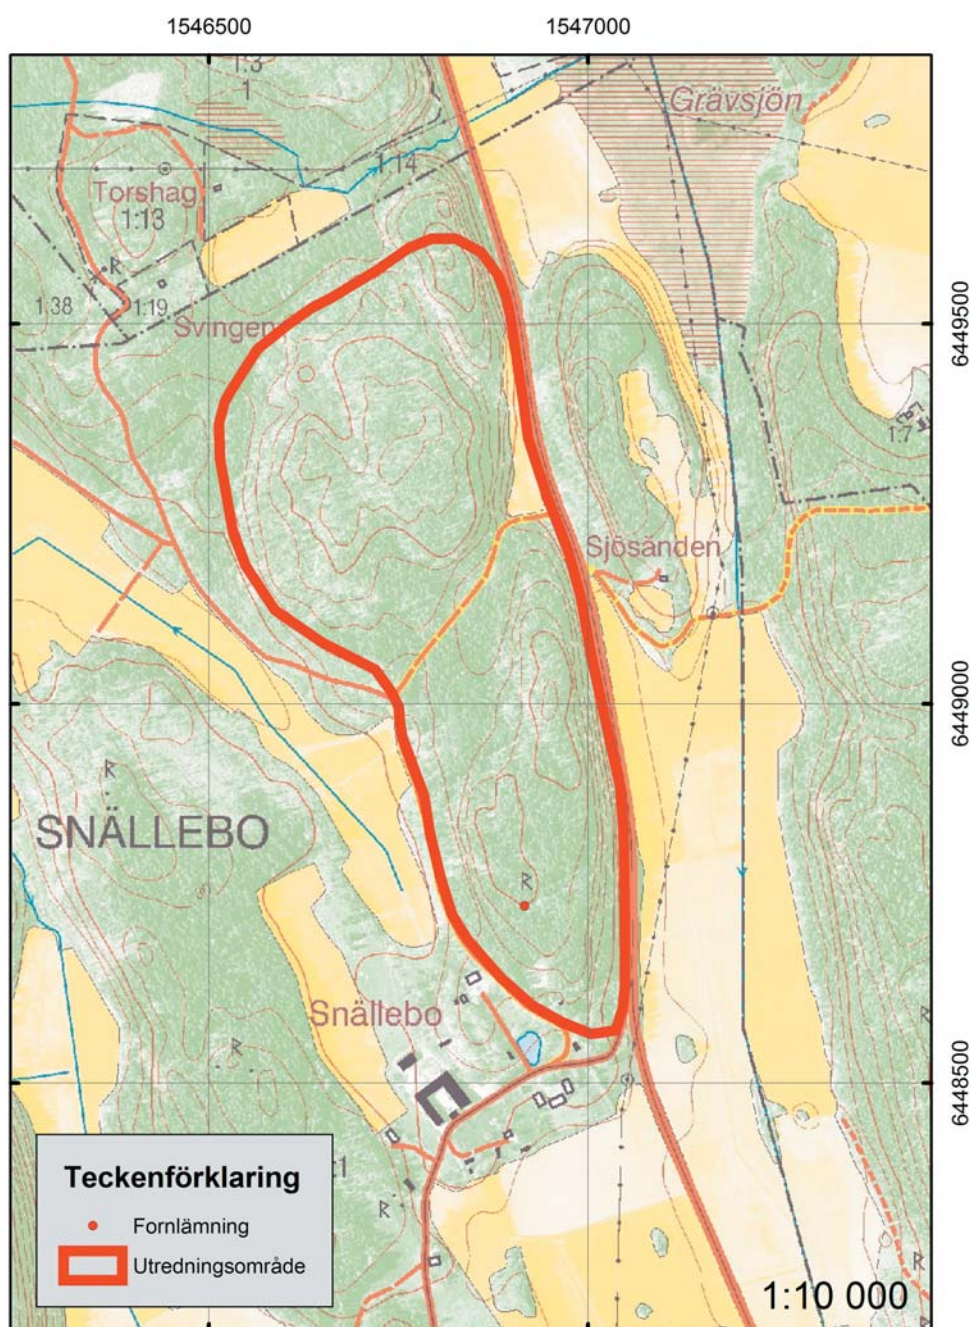 1546500 1547000
1:3
1
Grävsjön
1:14
Torshag
1:13
R
1:38
1:19
Svingen
6449500
1:7
Sjösänden
6449000
R
SNÄLLEBO
R
Snällebo
R
R
6448500
Teckenförklaring
Fornlämning
Utredningsområde
R
R
1:10 000